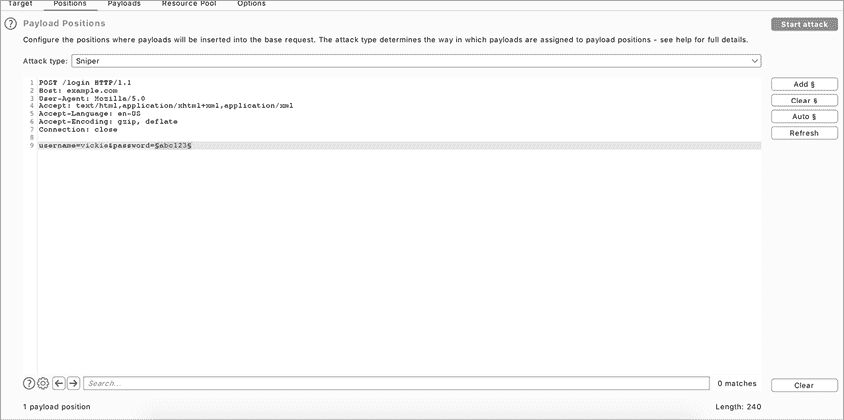 Target Positions Payloads Resource Pool Options
? Payload Positions Start attack
Configure the positions where payloads will be inserted into the base request. The attack type determines the way in which payloads are assigned to payload positions - see help for full details.
Attack type: Sniper
1 POST /login HTTP/1.1
2 Host: example.com
3 User-Agent: Mozilla/5.0
4 Accept: text/html,application/xhtml+xml,application/xml
5 Accept-Language: en-US
6 Accept-Encoding: gzip, deflate
7 Connection: close
8
9 username=vickie&password=§abc123§
Add §
Clear §
Auto §
Refresh
? Search... 0 matches Clear
1 payload position Length: 240